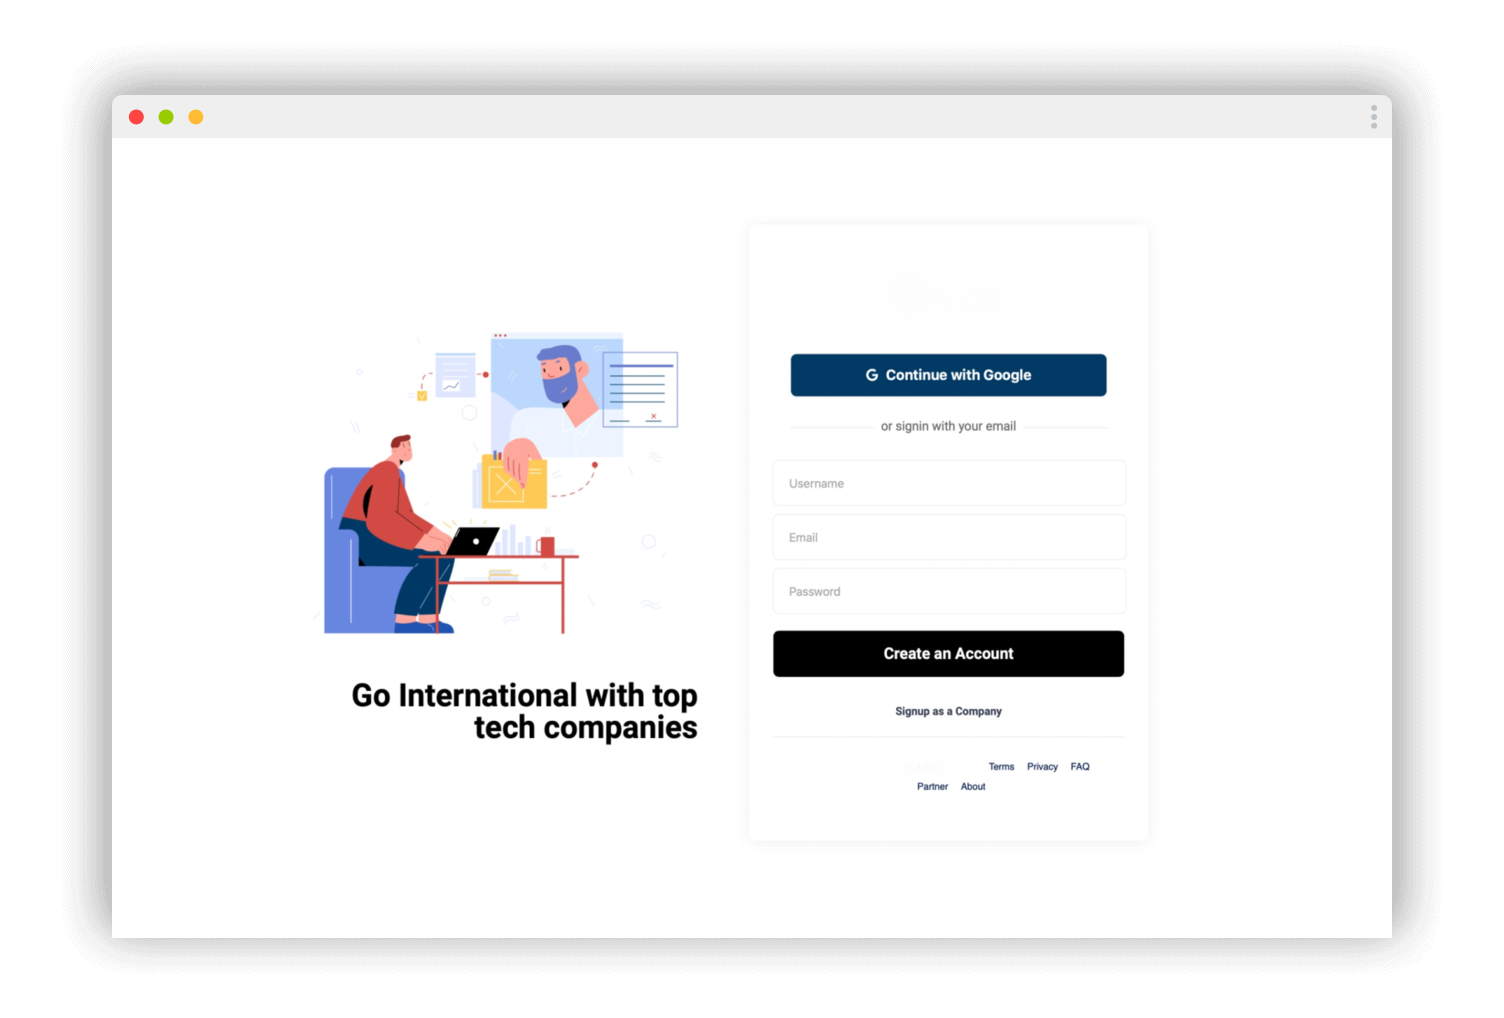 Go International with top
tech companies
Continue with Google
or signin with your email
Username
Email
Password
Create an Account
Signup as a Company
Terms Privacy FAQ
Partner About